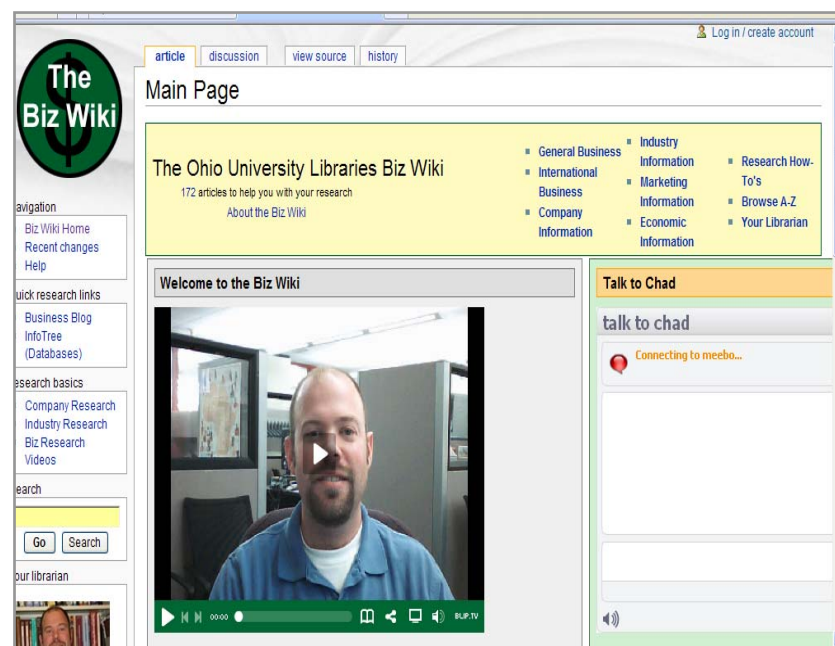 Log in / create account
article discussion view source history
The
Biz Wiki
Main Page
The Ohio University Libraries Biz Wiki
172 articles to help you with your research
About the Biz Wiki
General Business
International
Business
Company
Information
Industry
Information
Marketing
Information
Economic
Information
Research How-
To's
Browse A-Z
Your Librarian
avigation
Biz Wiki Home
Recent changes
Help
uick research links
Business Blog
InfoTree
(Databases)
esearch basics
Company Research
Industry Research
Biz Research
Videos
earch
Go Search
our librarian
Welcome to the Biz Wiki
00:00
BLIP.TV
Talk to Chad
talk to chad
Connecting to meebo...